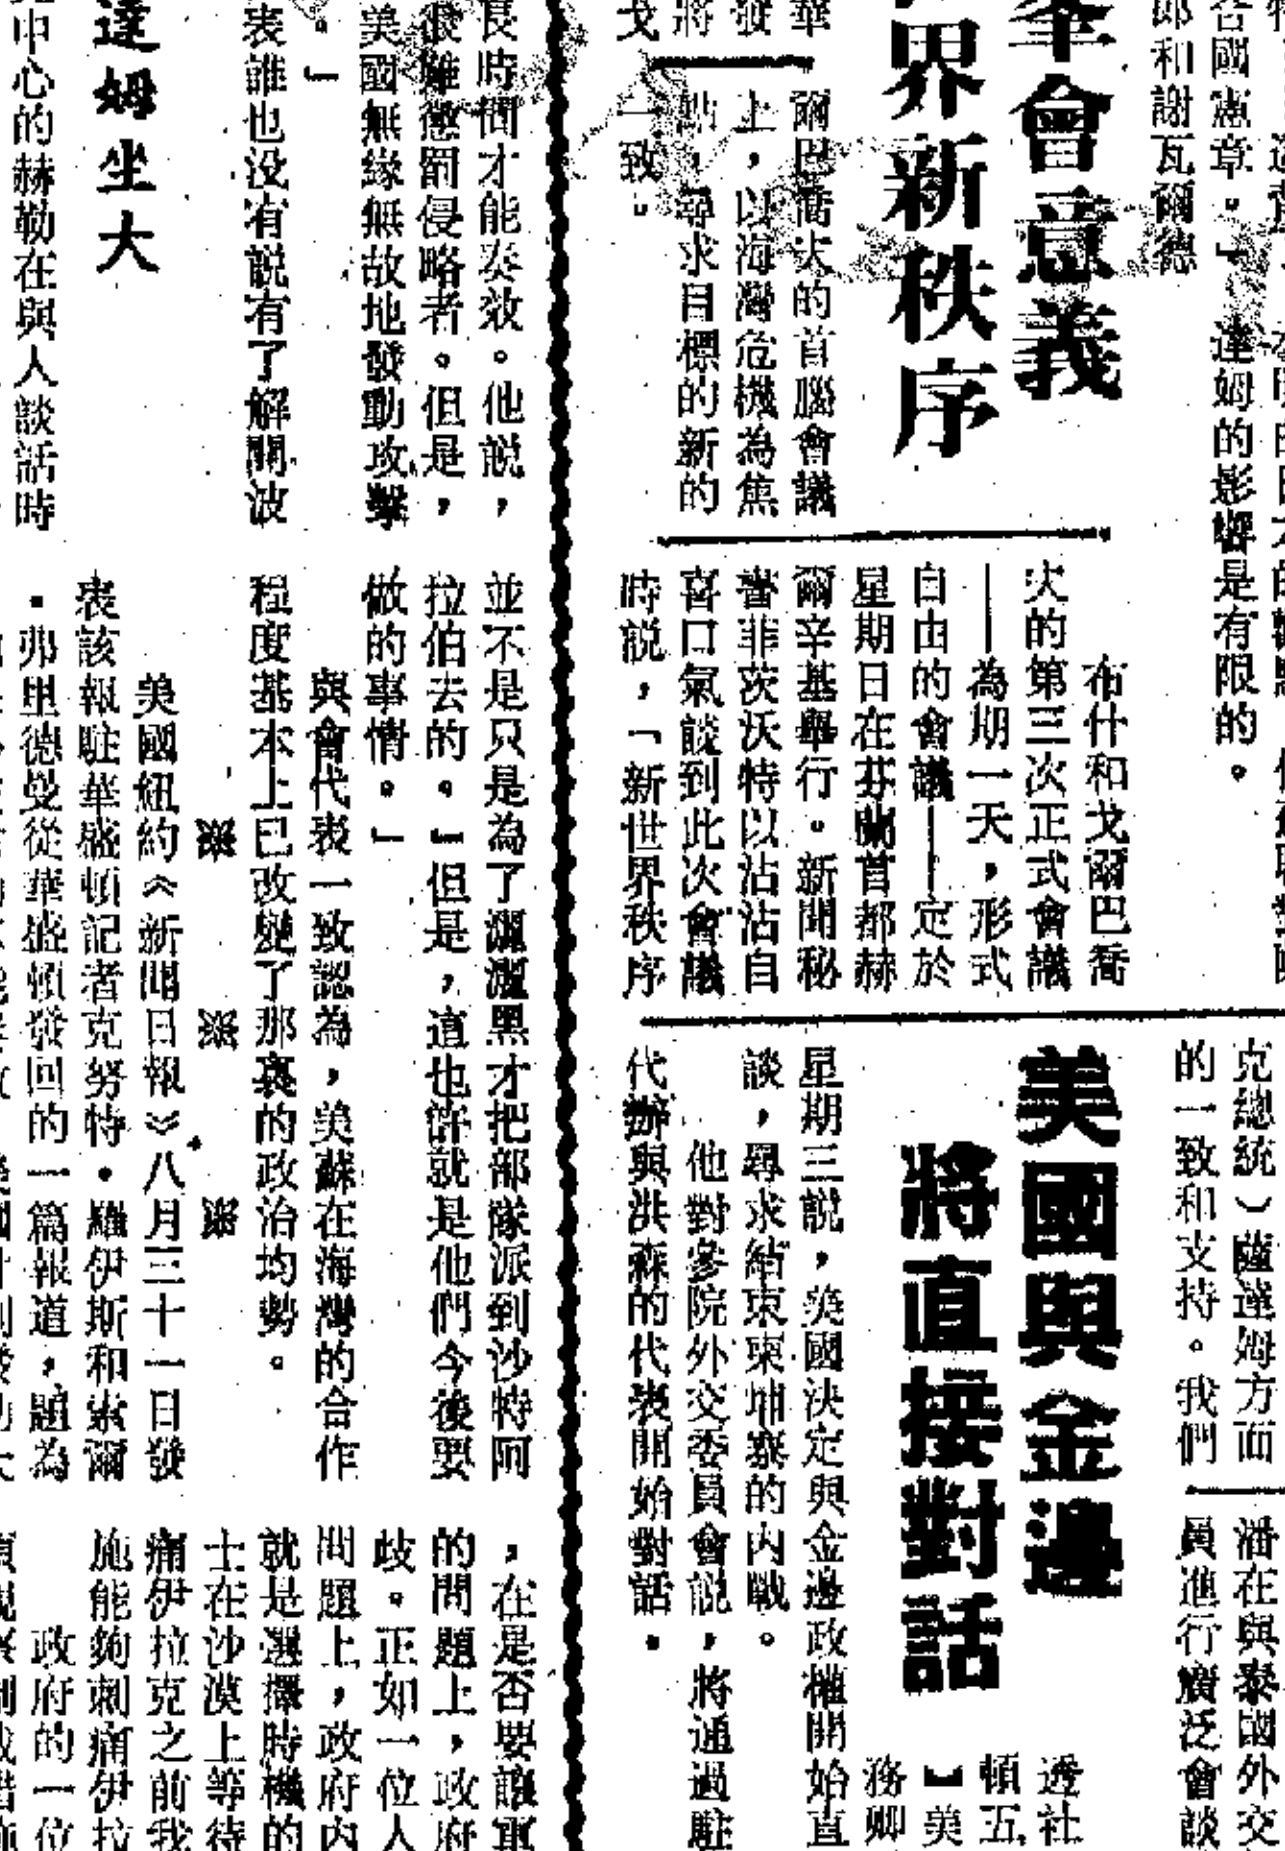 郎和謝瓦爾德
達姆的影響是有限的。
峯會意義
界新秩序
爾巴喬夫的首腦會議
上，以海灣危機為焦
點，尋求目標的新的
一致。
布什和戈爾巴喬
夫的第三次正式會議
——為期一天，形式
自由的會議——定於
星期日在芬蘭首都赫
爾辛基舉行。新聞秘
書菲茨沃特以沾沾自
喜口氣談到此次會議
時説，「新世界秩序
克總統）薩達姆方面
的一致和支持。我們
潘在與泰國外交
員進行廣泛會談
美國與金邊
將直接對話
透社
頓五
】美
務卿
星期三説，美國決定與金邊政權開始直
談，尋求結束柬埔寨的內戰。
他對參院外交委員會説，將通過駐
代辦與洪森的代表開始對話。
長時間才能奏效。他説，
很難懲罰侵略者。但是，
美國無緣無故地發動攻擊
。」
表誰也没有説有了解關波
達姆坐大
中心的赫勒在與人談話時
並不是只是為了灑瀝黑才把部隊派到沙特阿
拉伯去的。」但是，這也許就是他們今後要
做的事情。」
與會代表一致認為，美蘇在海灣的合作
程度基本上已改變了那裏的政治均勢。
※ ※ ※
美國紐約《新聞日報》八月三十一日發
表該報駐華盛頓記者克努特・羅伊斯和索爾
・弗里德曼從華盛頓發回的一篇報道，題為
，在是否要讓軍
的問題上，政府
歧。正如一位人
問題上，政府內
就是選擇時機的
士在沙漠上等待
痛伊拉克之前我
施能夠刺痛伊拉
政府的一位